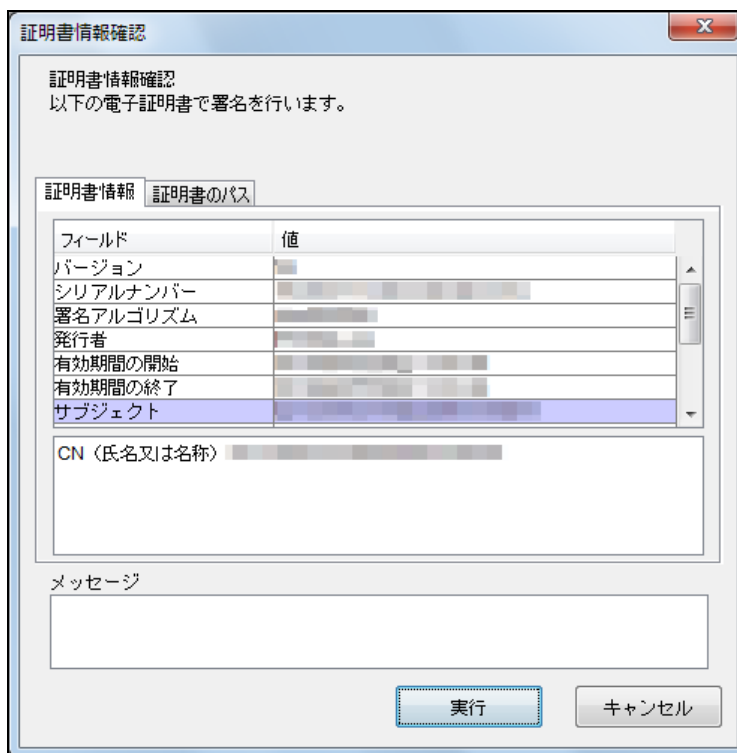 証明書情報確認
証明書情報確認
以下の電子証明書で署名を行います。
証明書情報 証明書のパス
フィールド 値
バージョン
シリアルナンバー
署名アルゴリズム
発行者
有効期間の開始
有効期間の終了
サブジェクト
CN（氏名又は名称）
メッセージ
実行 キャンセル